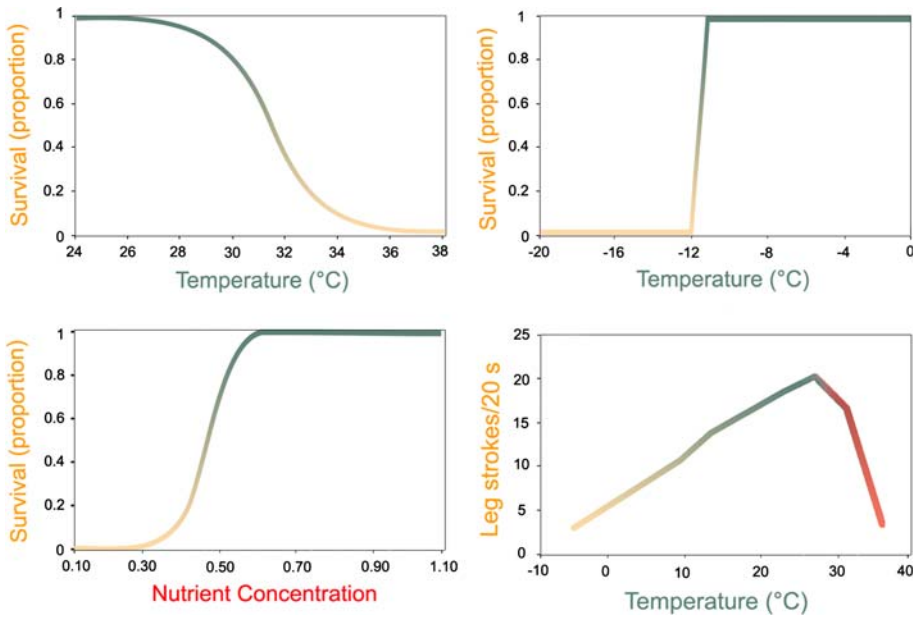 1
0.8
0.6
0.4
0.2
0
Survival (proportion)
24 26 28 30 32 34 36 38
Temperature (°C)
1
0.8
0.6
0.4
0.2
0
Survival (proportion)
-20 -16 -12 -8 -4 0
Temperature (°C)
1
0.8
0.6
0.4
0.2
0
Survival (proportion)
0.10 0.30 0.50 0.70 0.90 1.10
Nutrient Concentration
25
20
15
10
5
0
Leg strokes/20 s
-10 0 10 20 30 40
Temperature (°C)